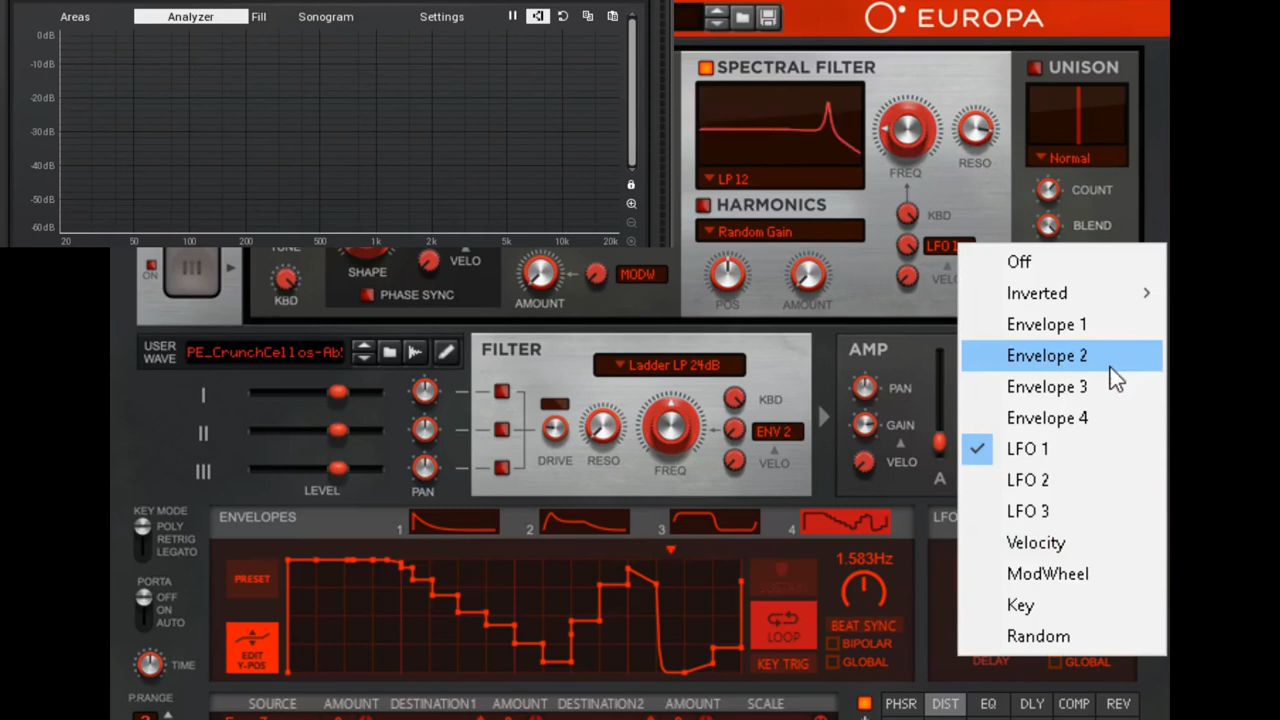 Areas Analyzer Fill Sonogram Settings
0dB
-10dB
-20dB
-30dB
-40dB
-50dB
-60dB
20 50 100 200 500 1k 2k 5k 10k 20k
EUROPA
SPECTRAL FILTER
LP 12
FREQ
RESO
HARMONICS
Random Gain
KBD
LFO 1
POS
AMOUNT
UNISON
Normal
COUNT
BLEND
ON
III
KBD
SHAPE
VELO
PHASE SYNC
AMOUNT
MODW
Off
Inverted
Envelope 1
Envelope 2
Envelope 3
Envelope 4
LFO 1
LFO 2
LFO 3
Velocity
ModWheel
Key
Random
USER
WAVE
I
II
III
LEVEL
PAN
FILTER
Ladder LP 24dB
DRIVE
RESO
FREQ
KBD
ENV 2
VELO
AMP
PAN
GAIN
VELO
A
KEY MODE
POLY
RETRIG
LEGATO
PORTA
OFF
ON
AUTO
TIME
P.RANGE
ENVELOPES
1 2 3 4
PRESET
EDIT
Y-POS
SUSTAIN
LOOP
KEY TRIG
1.583Hz
BEAT SYNC
BIPOLAR
GLOBAL
DELAY
GLOBAL
SOURCE AMOUNT DESTINATION1 AMOUNT DESTINATION2 AMOUNT SCALE
PHSR DIST EQ DLY COMP REV